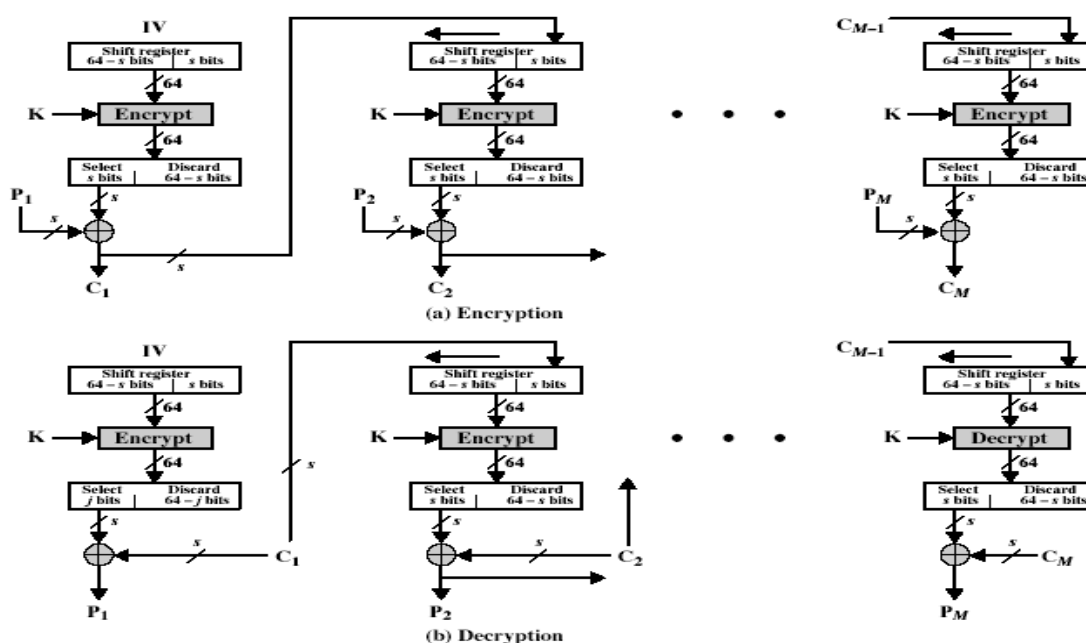 IV
C_{M-1}
Shift register
64 − s bits | s bits
Shift register
64 − s bits | s bits
Shift register
64 − s bits | s bits
64
64
64
K
Encrypt
K
Encrypt
K
Encrypt
64
64
64
Select Discard
s bits | 64 − s bits
Select Discard
s bits | 64 − s bits
Select Discard
s bits | 64 − s bits
P_1
s
s
P_2
s
s
P_M
s
s
s
C_1
C_2
C_M
(a) Encryption
IV
C_{M-1}
Shift register
64 − s bits | s bits
Shift register
64 − s bits | s bits
Shift register
64 − s bits | s bits
64
64
64
K
Encrypt
K
Encrypt
K
Decrypt
64
64
64
s
Select Discard
j bits | 64 − j bits
Select Discard
s bits | 64 − s bits
Select Discard
s bits | 64 − s bits
s
s
s
s
C_1
s
C_2
s
C_M
P_1
P_2
P_M
(b) Decryption